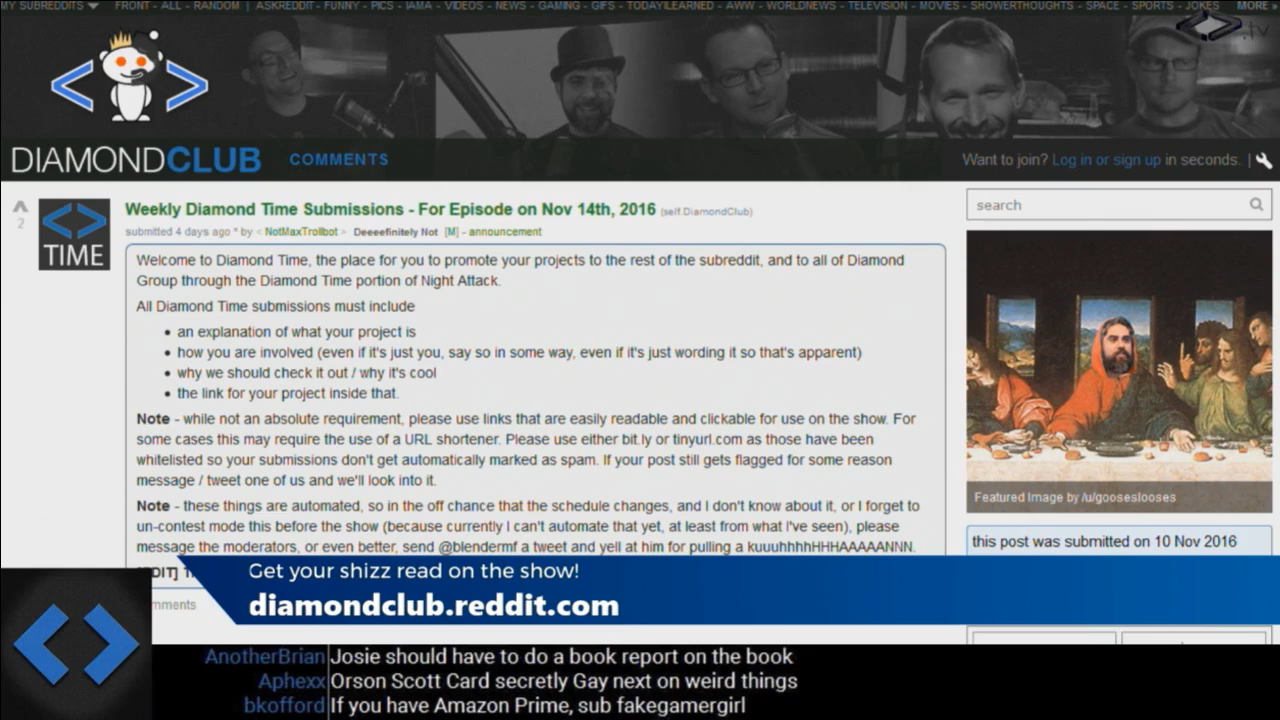 MY SUBREDDITS FRONT - ALL - RANDOM | ASKREDDIT - FUNNY - PICS - IAMA - VIDEOS - NEWS - GAMING - GIFS - TODAYILEARNED - AWW - WORLDNEWS - TELEVISION - MOVIES - SHOWERTHOUGHTS - SPACE - SPORTS - JOKES MORE »
.tv
DIAMONDCLUB COMMENTS
Want to join? Log in or sign up in seconds. |
2
TIME
Weekly Diamond Time Submissions - For Episode on Nov 14th, 2016 (self.DiamondClub)
submitted 4 days ago * by < NotMaxTrollbot > Deeeefinitely Not [M] - announcement
Welcome to Diamond Time, the place for you to promote your projects to the rest of the subreddit, and to all of Diamond
Group through the Diamond Time portion of Night Attack.
All Diamond Time submissions must include
• an explanation of what your project is
• how you are involved (even if it's just you, say so in some way, even if it's just wording it so that's apparent)
• why we should check it out / why it's cool
• the link for your project inside that.
Note - while not an absolute requirement, please use links that are easily readable and clickable for use on the show. For
some cases this may require the use of a URL shortener. Please use either bit.ly or tinyurl.com as those have been
whitelisted so your submissions don't get automatically marked as spam. If your post still gets flagged for some reason
message / tweet one of us and we'll look into it.
Note - these things are automated, so in the off chance that the schedule changes, and I don't know about it, or I forget to
un-contest mode this before the show (because currently I can't automate that yet, at least from what I've seen), please
message the moderators, or even better, send @blendermf a tweet and yell at him for pulling a kuuuhhhhHHHAAAAANNN.
search
Featured Image by /u/gooseslooses
this post was submitted on 10 Nov 2016
Get your shizz read on the show!
diamondclub.reddit.com
AnotherBrian Josie should have to do a book report on the book
Aphexx Orson Scott Card secretly Gay next on weird things
bkofford If you have Amazon Prime, sub fakegamergirl